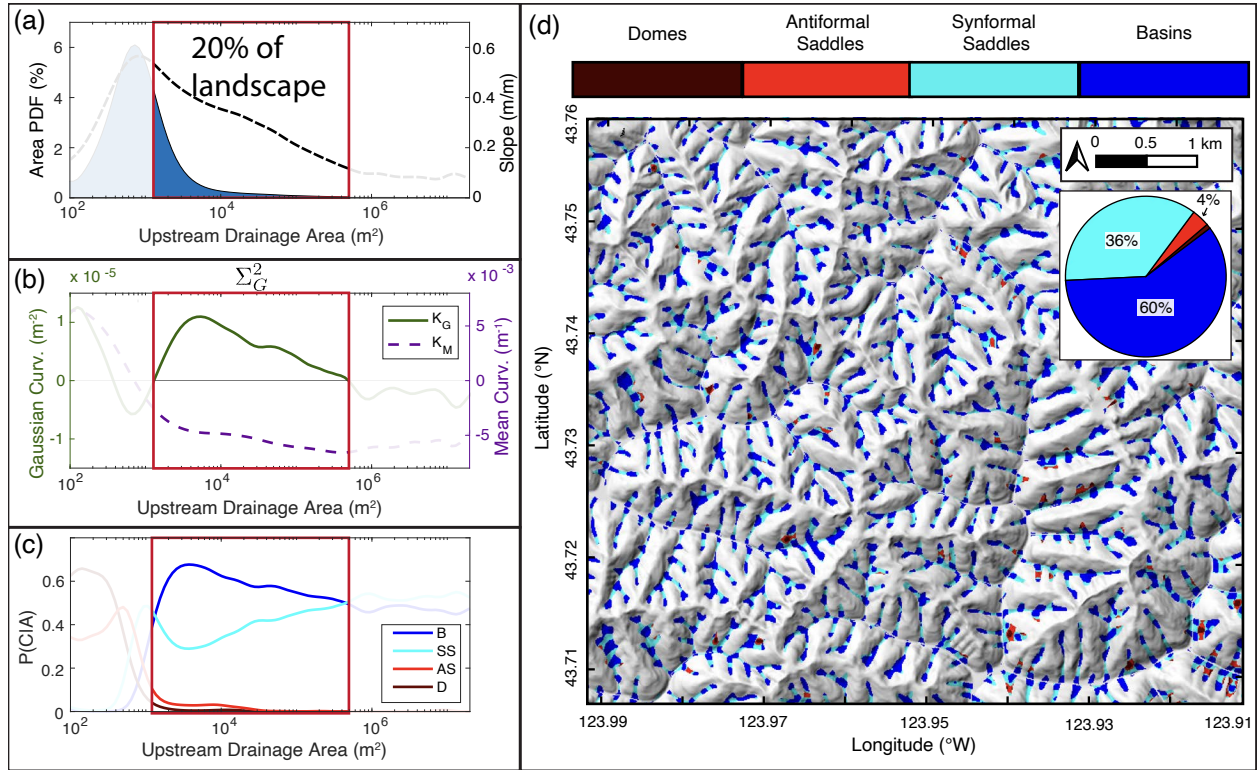 (a)
20% of
landscape
Area PDF (%)
6
4
2
0
0.6
0.4
0.2
0
Slope (m/m)
10²
10⁴
10⁶
Upstream Drainage Area (m²)
(b)
x 10 -5
Σ²G
x 10 -3
Gaussian Curv. (m-²)
1
0
-1
KG
KM
5
0
-5
Mean Curv. (m-1)
10²
10⁴
10⁶
Upstream Drainage Area (m²)
(c)
P(C|A)
0.6
0.4
0.2
0
B
SS
AS
D
10²
10⁴
10⁶
Upstream Drainage Area (m²)
(d)
Domes
Antiformal
Saddles
Synformal
Saddles
Basins
43.76
43.75
43.74
43.73
43.72
43.71
Latitude (°N)
0 0.5 1 km
4%
36%
60%
123.99
123.97
123.95
123.93
123.91
Longitude (°W)